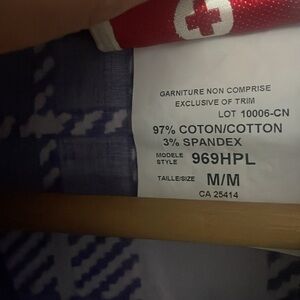 GARNITURE NON COMPRISE
EXCLUSIVE OF TRIM
LOT 10006-CN
97% COTON/COTTON
3% SPANDEX
MODELE
STYLE 969HPL
TAILLE/SIZE M/M
CA 25414